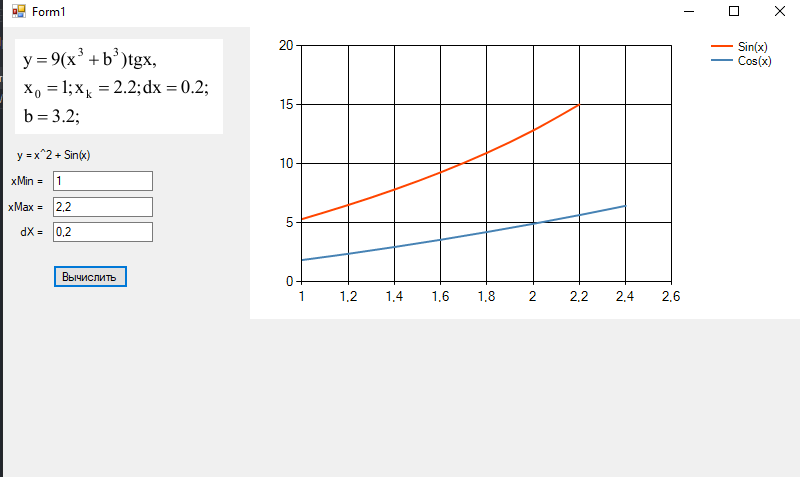 Form1
y = 9(x³ + b³)tgx,
x₀ = 1; xₖ = 2.2; dx = 0.2;
b = 3.2;
y = x^2 + Sin(x)
xMin = 1
xMax = 2,2
dX = 0,2
Вычислить
20
15
10
5
0
1 1,2 1,4 1,6 1,8 2 2,2 2,4 2,6
Sin(x)
Cos(x)